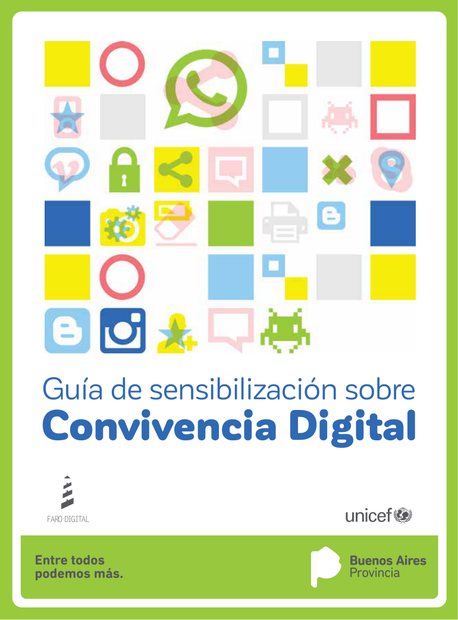 Guía de sensibilización sobre
Convivencia Digital
FARO DIGITAL
unicef
Entre todos
podemos más.
Buenos Aires
Provincia